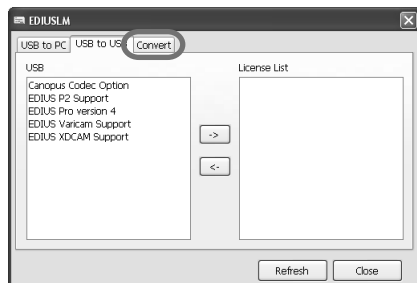 EDIUSLM
USB to PC USB to US Convert
USB License List
Canopus Codec Option
EDIUS P2 Support
EDIUS Pro version 4
EDIUS Varicam Support
EDIUS XDCAM Support
->
<-
Refresh Close